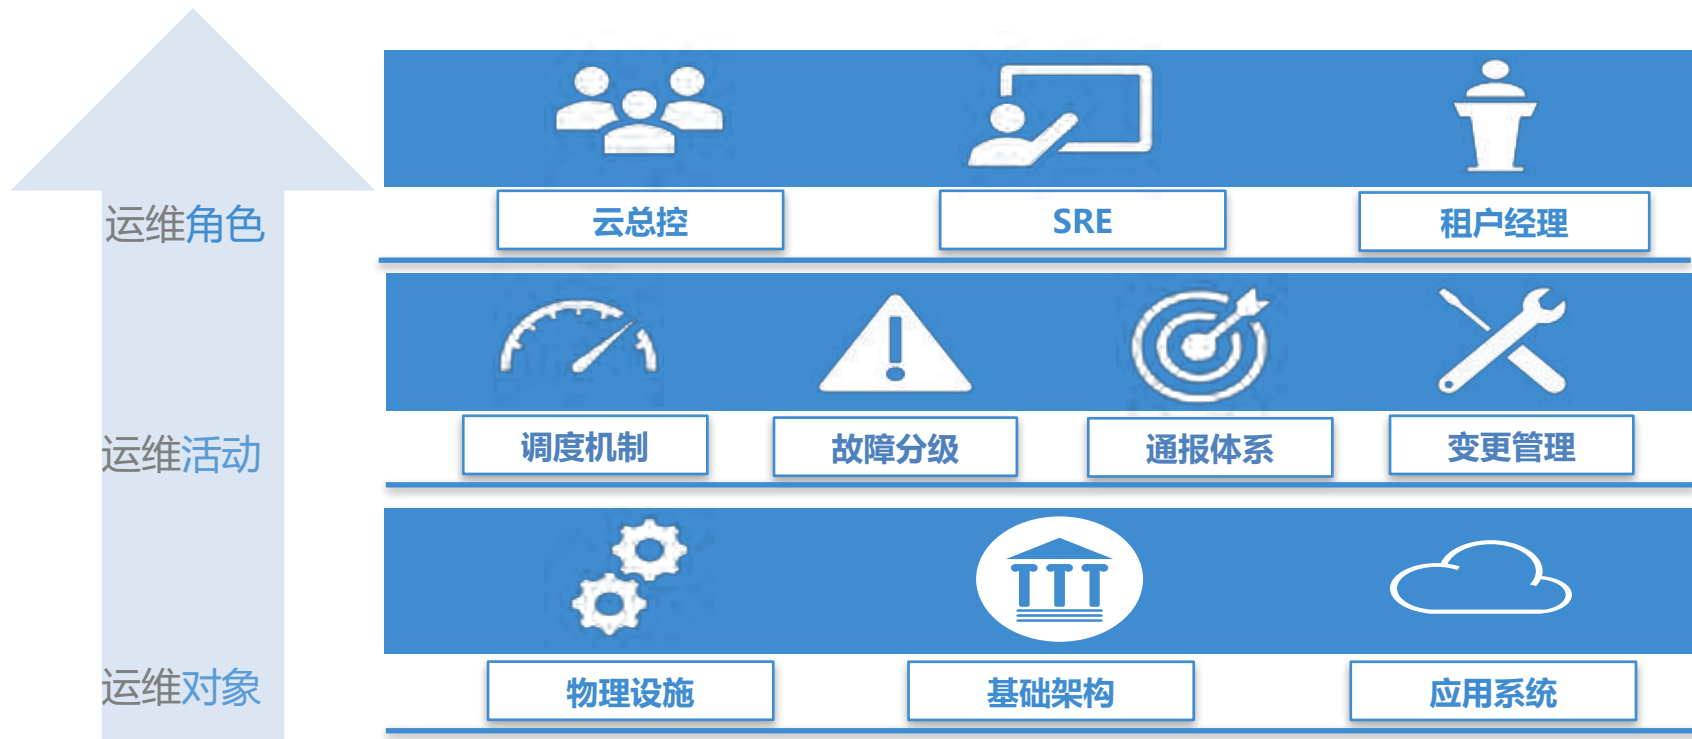 云总控
SRE
租户经理
运维角色
调度机制
故障分级
通报体系
变更管理
运维活动
物理设施
基础架构
应用系统
运维对象